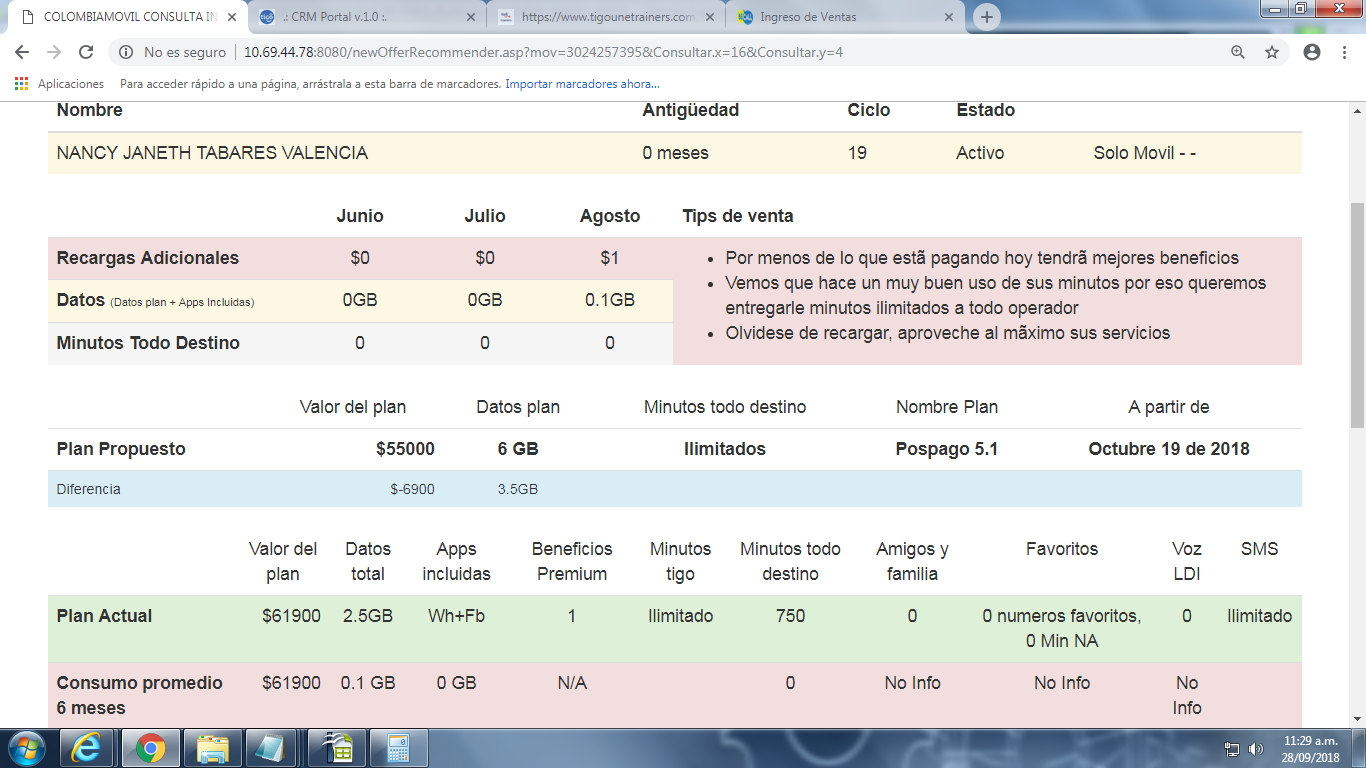 COLOMBIAMOVIL CONSULTA IN
.: CRM Portal v.1.0 :.
https://www.tigounetrainers.com
Ingreso de Ventas
No es seguro
10.69.44.78:8080/newOfferRecommender.asp?mov=3024257395&Consultar.x=16&Consultar.y=4
Aplicaciones Para acceder rápido a una página, arrástrala a esta barra de marcadores. Importar marcadores ahora...
Nombre Antigüedad Ciclo Estado
NANCY JANETH TABARES VALENCIA 0 meses 19 Activo Solo Movil - -
Junio Julio Agosto Tips de venta
Recargas Adicionales $0 $0 $1
Datos (Datos plan + Apps Incluidas) 0GB 0GB 0.1GB
Minutos Todo Destino 0 0 0
• Por menos de lo que estã pagando hoy tendrã mejores beneficios
• Vemos que hace un muy buen uso de sus minutos por eso queremos
entregarle minutos ilimitados a todo operador
• Olvidese de recargar, aproveche al mãximo sus servicios
Valor del plan Datos plan Minutos todo destino Nombre Plan A partir de
Plan Propuesto $55000 6 GB Ilimitados Pospago 5.1 Octubre 19 de 2018
Diferencia $-6900 3.5GB
Valor del Datos Apps Beneficios Minutos Minutos todo Amigos y Favoritos Voz SMS
plan total incluidas Premium tigo destino familia LDI
Plan Actual $61900 2.5GB Wh+Fb 1 Ilimitado 750 0 0 numeros favoritos, 0 Ilimitado
0 Min NA
Consumo promedio $61900 0.1 GB 0 GB N/A 0 No Info No Info No
6 meses Info
11:29 a.m.
28/09/2018